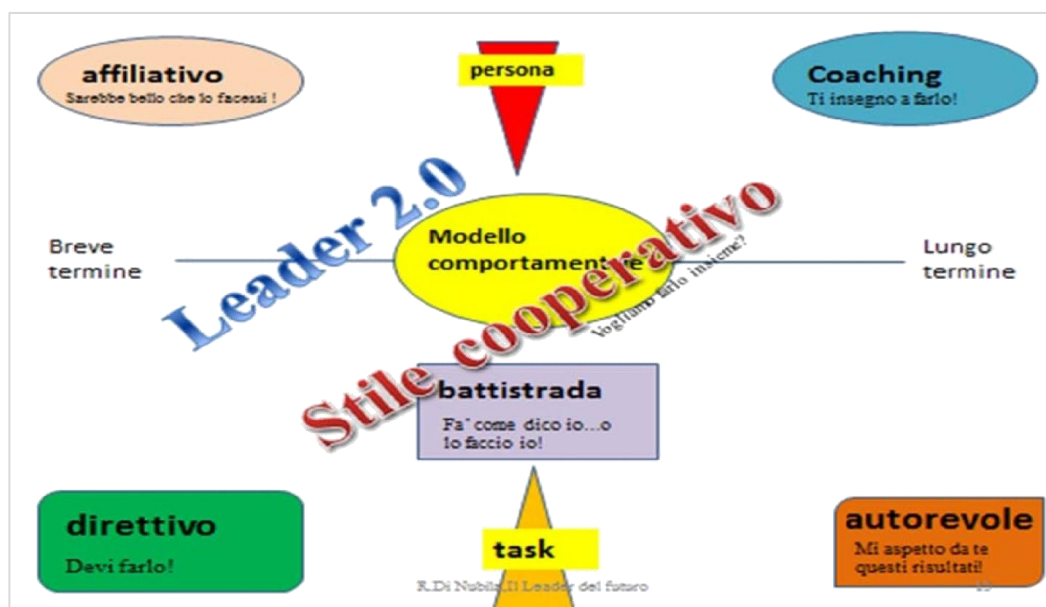 affiliativo
Sarebbe bello che lo facessi !
persona
Coaching
Ti insegno a farlo!
Leader 2.0
Breve
termine
Modello
comportamentale
Stile cooperativo
Vogliamo farlo insieme?
Lungo
termine
battistrada
Fa' come dico io...o
lo faccio io!
direttivo
Devi farlo!
task
autorevole
Mi aspetto da te
questi risultati!
R.Di Nubila,Il Leader del futuro